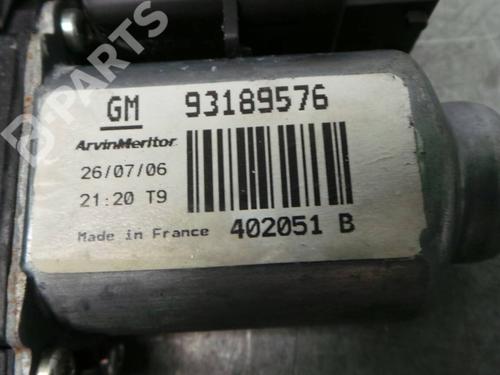 GM 93189576
ArvinMeritor
26/07/06
21:20 T9
Made in France 402051 B
B-PARTS